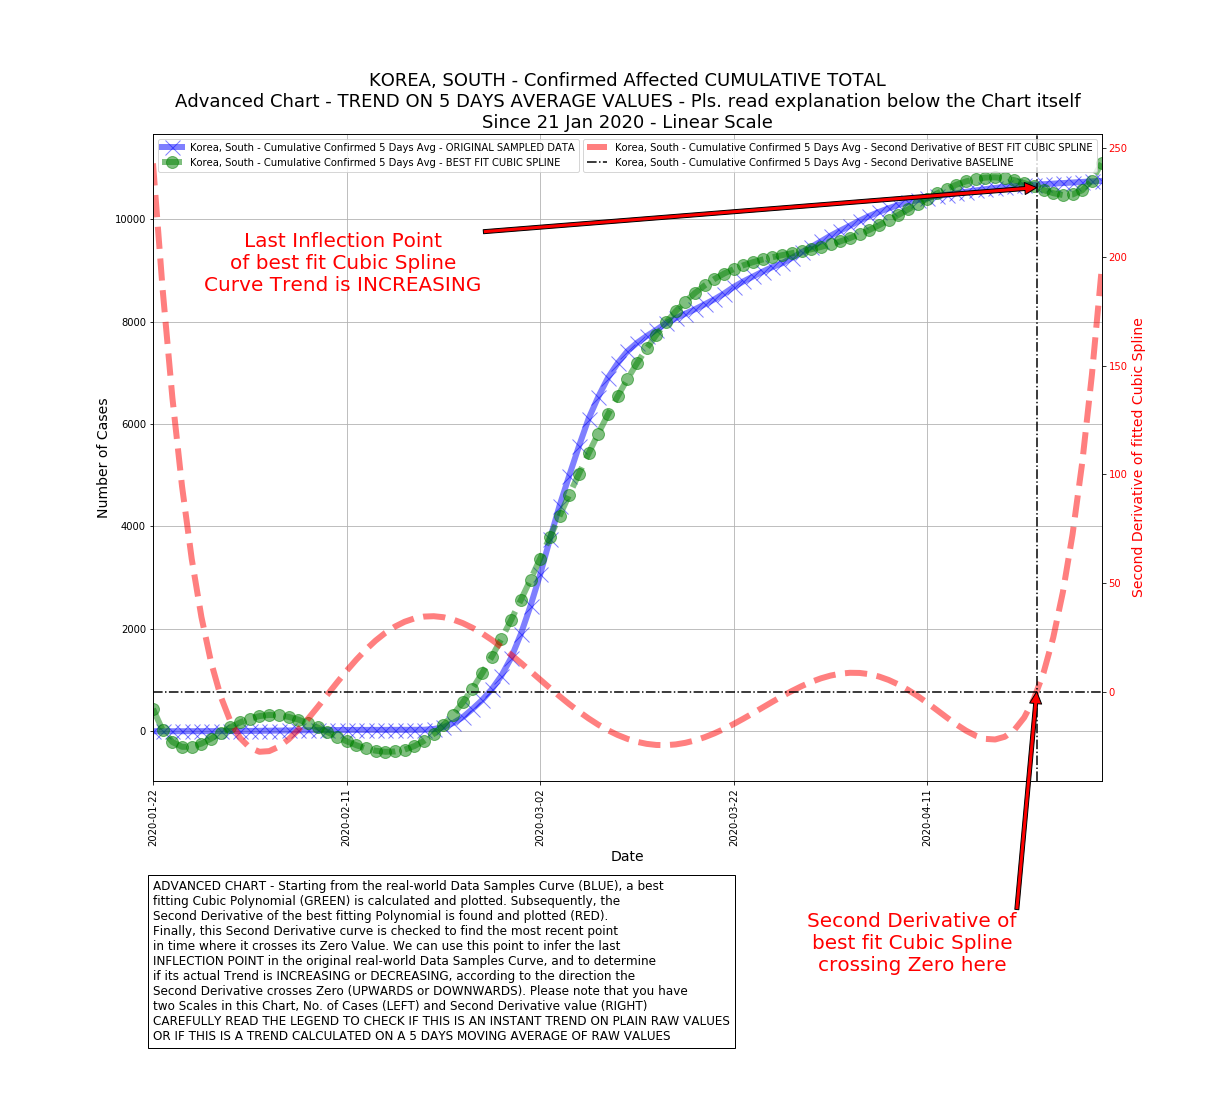 KOREA, SOUTH - Confirmed Affected CUMULATIVE TOTAL
Advanced Chart - TREND ON 5 DAYS AVERAGE VALUES - Pls. read explanation below the Chart itself
Since 21 Jan 2020 - Linear Scale
Korea, South - Cumulative Confirmed 5 Days Avg - ORIGINAL SAMPLED DATA
Korea, South - Cumulative Confirmed 5 Days Avg - BEST FIT CUBIC SPLINE
Korea, South - Cumulative Confirmed 5 Days Avg - Second Derivative of BEST FIT CUBIC SPLINE
Korea, South - Cumulative Confirmed 5 Days Avg - Second Derivative BASELINE
Last Inflection Point
of best fit Cubic Spline
Curve Trend is INCREASING
Number of Cases
10000
8000
6000
4000
2000
0
250
200
150
100
50
0
Second Derivative of fitted Cubic Spline
2020-01-22
2020-02-11
2020-03-02
2020-03-22
2020-04-11
Date
ADVANCED CHART - Starting from the real-world Data Samples Curve (BLUE), a best
fitting Cubic Polynomial (GREEN) is calculated and plotted. Subsequently, the
Second Derivative of the best fitting Polynomial is found and plotted (RED).
Finally, this Second Derivative curve is checked to find the most recent point
in time where it crosses its Zero Value. We can use this point to infer the last
INFLECTION POINT in the original real-world Data Samples Curve, and to determine
if its actual Trend is INCREASING or DECREASING, according to the direction the
Second Derivative crosses Zero (UPWARDS or DOWNWARDS). Please note that you have
two Scales in this Chart, No. of Cases (LEFT) and Second Derivative value (RIGHT)
CAREFULLY READ THE LEGEND TO CHECK IF THIS IS AN INSTANT TREND ON PLAIN RAW VALUES
OR IF THIS IS A TREND CALCULATED ON A 5 DAYS MOVING AVERAGE OF RAW VALUES
Second Derivative of
best fit Cubic Spline
crossing Zero here